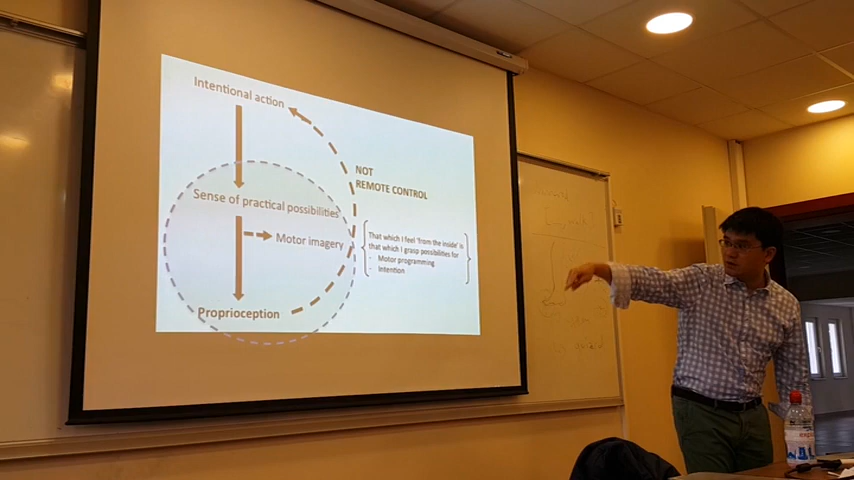 Intentional action
NOT
REMOTE CONTROL
Sense of practical possibilities
Motor imagery
That which I feel 'from the inside' is
that which I grasp possibilities for
- Motor programming
- Intention
Proprioception